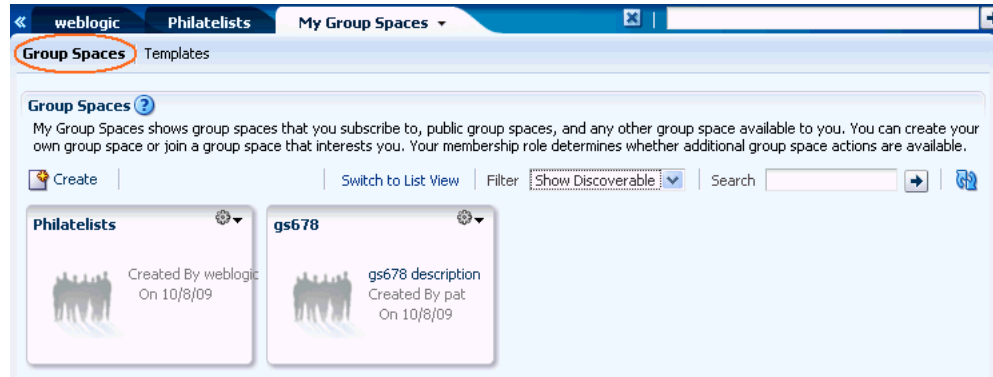 weblogic Philatelists My Group Spaces
Group Spaces Templates
Group Spaces
My Group Spaces shows group spaces that you subscribe to, public group spaces, and any other group space available to you. You can create your
own group space or join a group space that interests you. Your membership role determines whether additional group space actions are available.
Create Switch to List View Filter Show Discoverable Search
Philatelists
Created By weblogic
On 10/8/09
gs678
gs678 description
Created By pat
On 10/8/09